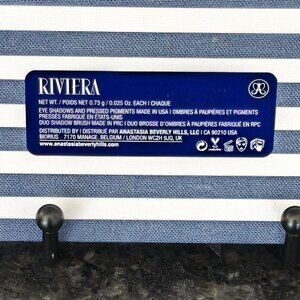 RIVIERA
NET WT. / POIDS NET 0.73 g / 0.025 OZ. EACH | CHAQUE
EYE SHADOWS AND PRESSED PIGMENTS MADE IN USA | OMBRES À PAUPIÈRES ET PIGMENTS
PRESSÉS FABRIQUÉS EN ÉTATS-UNIS
DUO SHADOW BRUSH MADE IN PRC | DUO BROSSE D'OMBRES À PAUPIÈRES FABRIQUÉ EN RPC
DISTRIBUTED BY | DISTRIBUÉ PAR ANASTASIA BEVERLY HILLS, LLC | CA 90210 USA
BIORIUS 7170 MANAGE, BELGIUM / LONDON WC2H 9JQ, UK
www.anastasiabeverlyhills.com